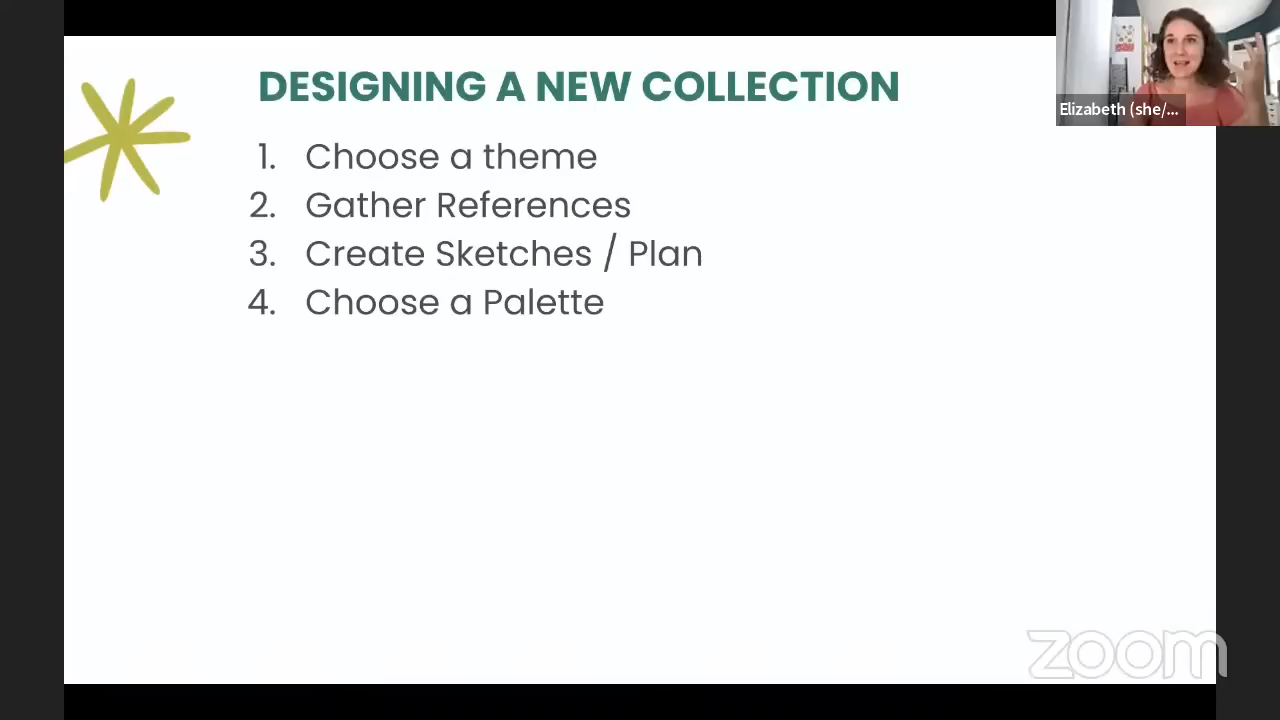 DESIGNING A NEW COLLECTION
1. Choose a theme
2. Gather References
3. Create Sketches / Plan
4. Choose a Palette
Elizabeth (she/...
zoom